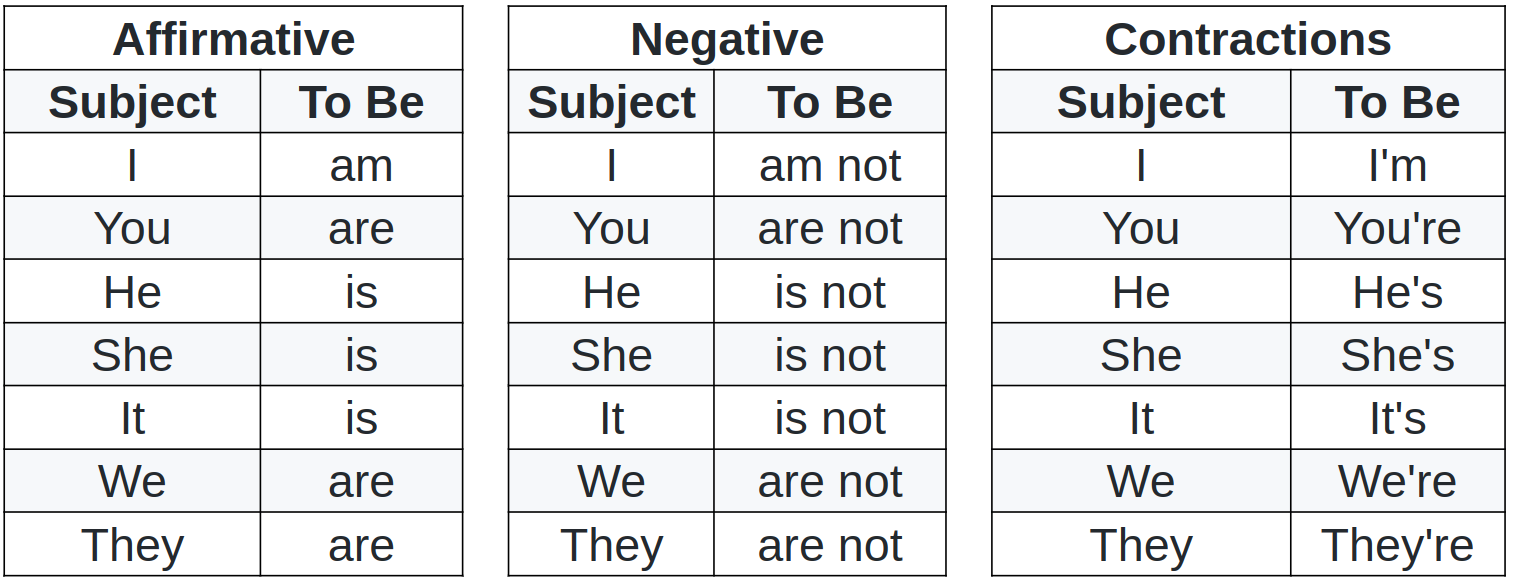 Affirmative
Subject To Be
I am
You are
He is
She is
It is
We are
They are
Negative
Subject To Be
I am not
You are not
He is not
She is not
It is not
We are not
They are not
Contractions
Subject To Be
I I'm
You You're
He He's
She She's
It It's
We We're
They They're